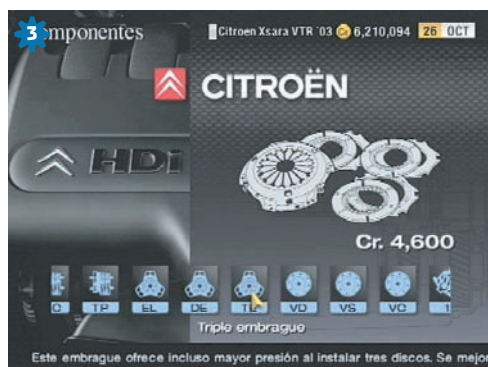 3
mponentes
Citroen Xsara VTR '03 Cr 6,210,094 26 OCT
CITROËN
HDi
Cr. 4,600
C TP EL DE TE VD VS VC
Triple embrague
Este embrague ofrece incluso mayor presión al instalar tres discos. Se mejor